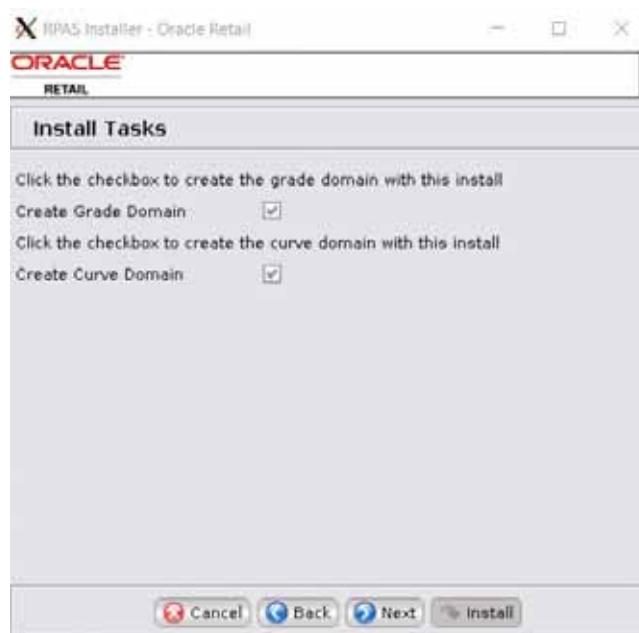 RPAS Installer - Oracle Retail
ORACLE
RETAIL
Install Tasks
Click the checkbox to create the grade domain with this install
Create Grade Domain
Click the checkbox to create the curve domain with this install
Create Curve Domain
Cancel Back Next Install